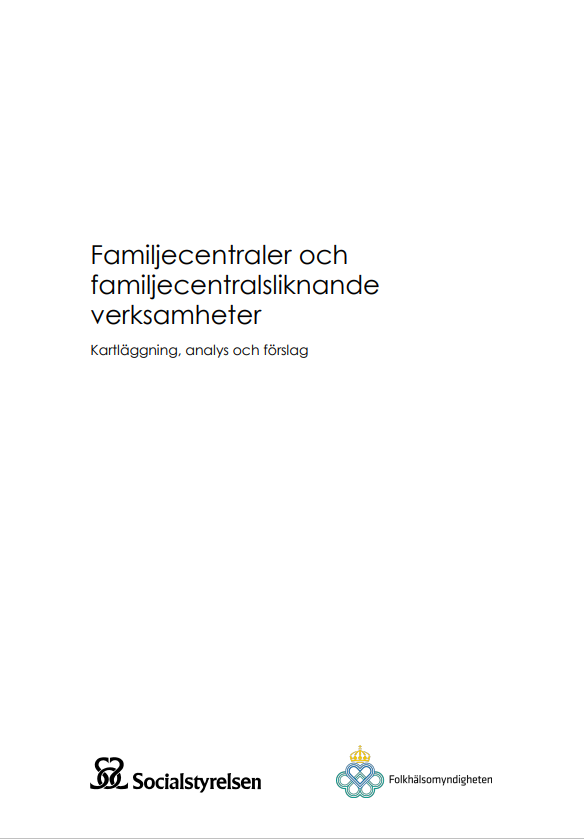 Familjecentraler och
familjecentralsliknande
verksamheter
Kartläggning, analys och förslag
Socialstyrelsen
Folkhälsomyndigheten